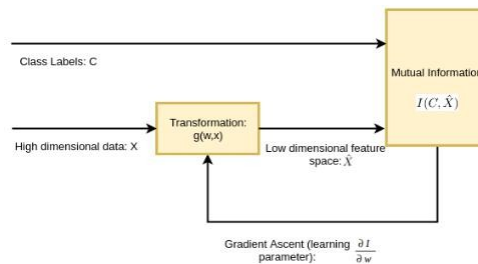 Class Labels: C
Mutual Information
I(C, X̂)
Transformation:
g(w,x)
High dimensional data: X
Low dimensional feature
space: X̂
Gradient Ascent (learning
parameter): ∂I/∂w